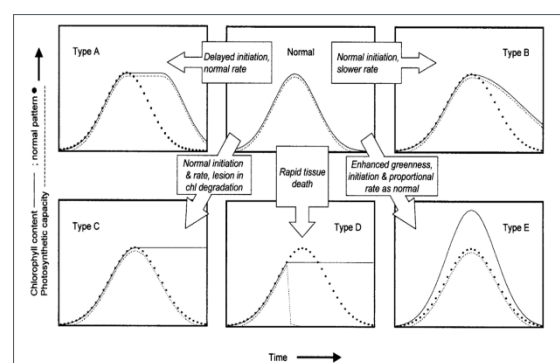 Type A
Delayed initiation,
normal rate
Normal
Normal initiation,
slower rate
Type B
Normal initiation
& rate, lesion in
chl degradation
Rapid tissue
death
Enhanced greenness,
initiation & proportional
rate as normal
Type C
Type D
Type E
Chlorophyll content —— ; normal pattern ●
Photosynthetic capacity --------
Time